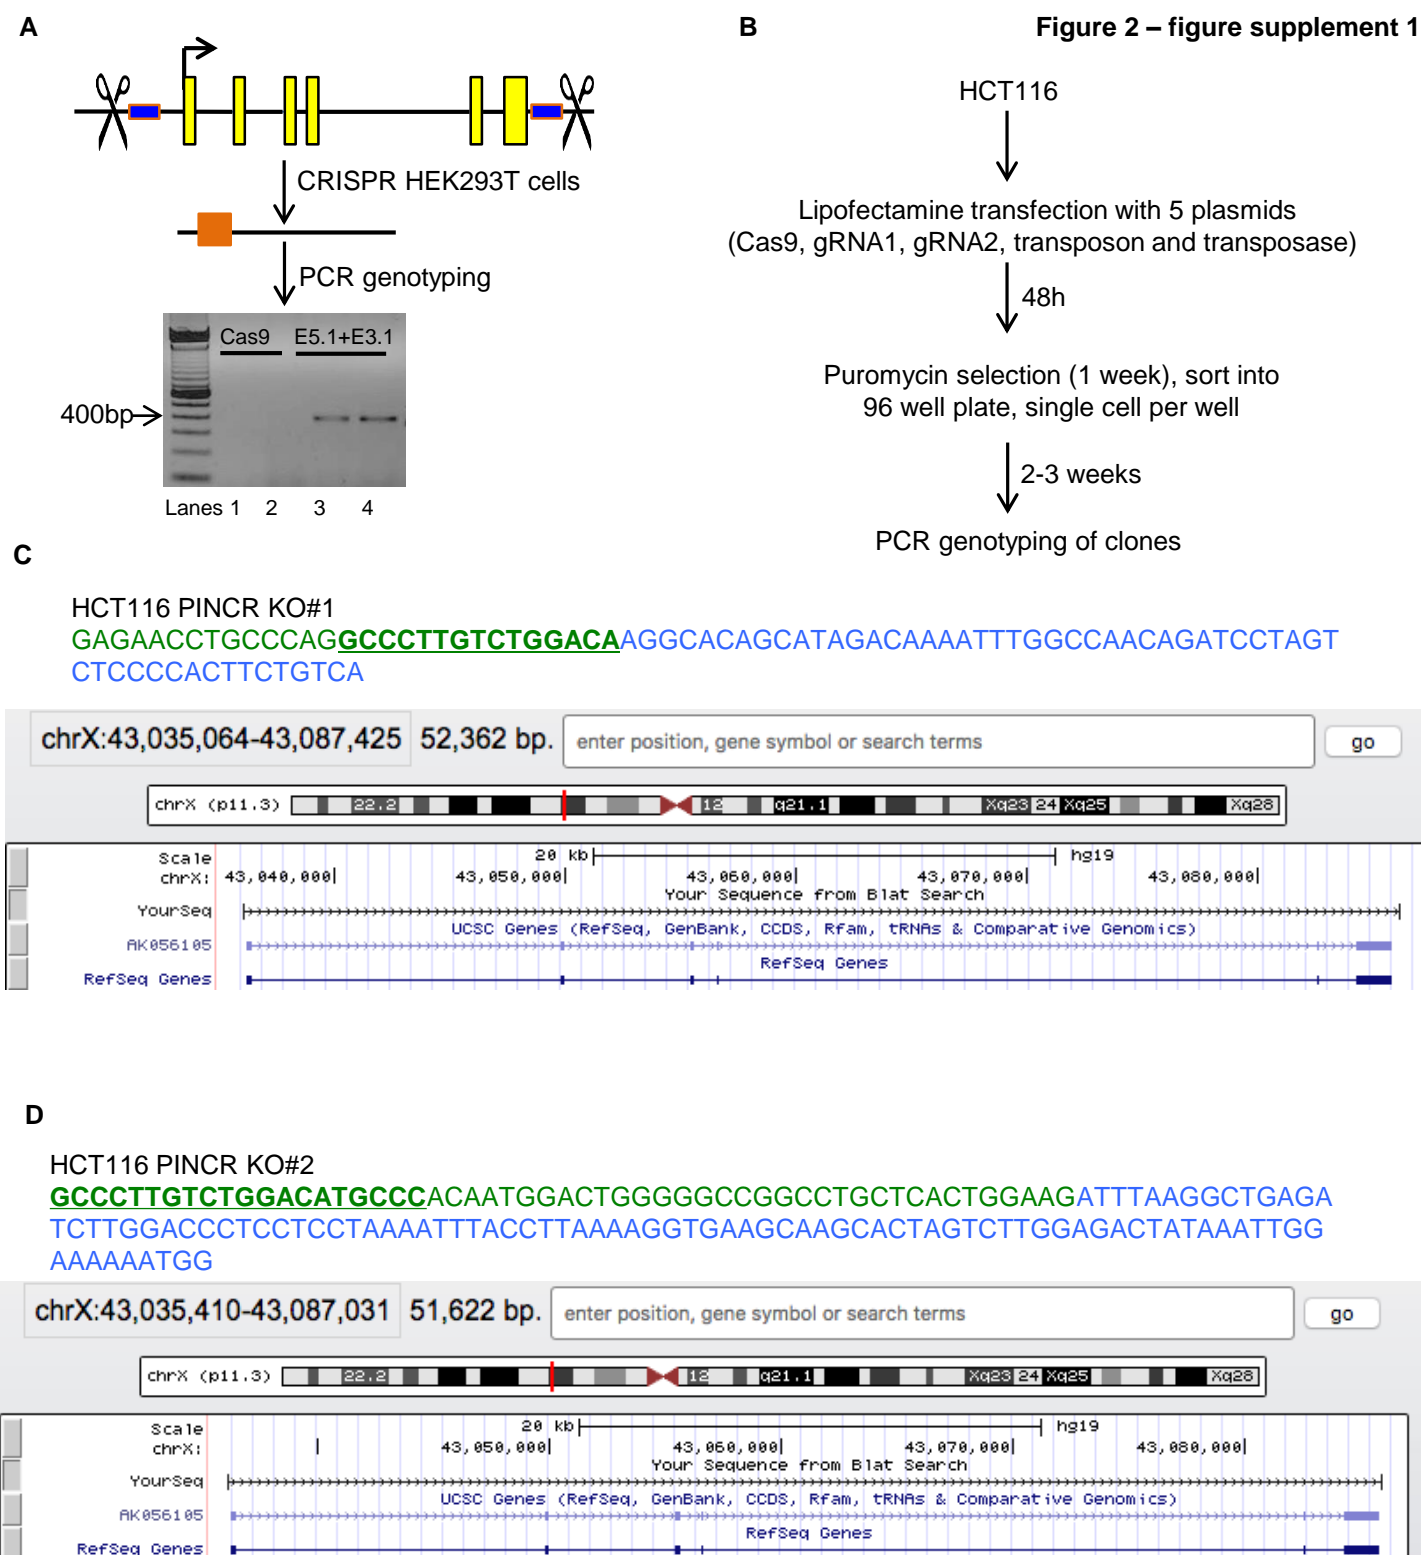 A
B
Figure 2 – figure supplement 1
CRISPR HEK293T cells
PCR genotyping
Cas9 E5.1+E3.1
400bp
Lanes 1 2 3 4
HCT116
Lipofectamine transfection with 5 plasmids
(Cas9, gRNA1, gRNA2, transposon and transposase)
48h
Puromycin selection (1 week), sort into
96 well plate, single cell per well
2-3 weeks
PCR genotyping of clones
C
HCT116 PINCR KO#1
GAGAACCTGCCCAGGCCCTTGTCTGGACAAGGCACAGCATAGACAAAATTTGGCCAACAGATCCTAGT
CTCCCCACTTCTGTCA
chrX:43,035,064-43,087,425 52,362 bp. enter position, gene symbol or search terms go
chrX (p11.3) 22.2 12 q21.1 Xq23 24 Xq25 Xq28
Scale 20 kb hg19
chrX: 43,040,000 43,050,000 43,060,000 43,070,000 43,080,000
Your Sequence from Blat Search
YourSeq
UCSC Genes (RefSeq, GenBank, CCDS, Rfam, tRNAs & Comparative Genomics)
AK056105
RefSeq Genes
RefSeq Genes
D
HCT116 PINCR KO#2
GCCCTTGTCTGGACATGCCCACAATGGACTGGGGGCCGGCCTGCTCACTGGAAGATTTAAGGCTGAGA
TCTTGGACCCTCCTCCTAAAATTTACCTTAAAAGGTGAAGCAAGCACTAGTCTTGGAGACTATAAATTGG
AAAAAATGG
chrX:43,035,410-43,087,031 51,622 bp. enter position, gene symbol or search terms go
chrX (p11.3) 22.2 12 q21.1 Xq23 24 Xq25 Xq28
Scale 20 kb hg19
chrX: 43,050,000 43,060,000 43,070,000 43,080,000
Your Sequence from Blat Search
YourSeq
UCSC Genes (RefSeq, GenBank, CCDS, Rfam, tRNAs & Comparative Genomics)
AK056105
RefSeq Genes
RefSeq Genes